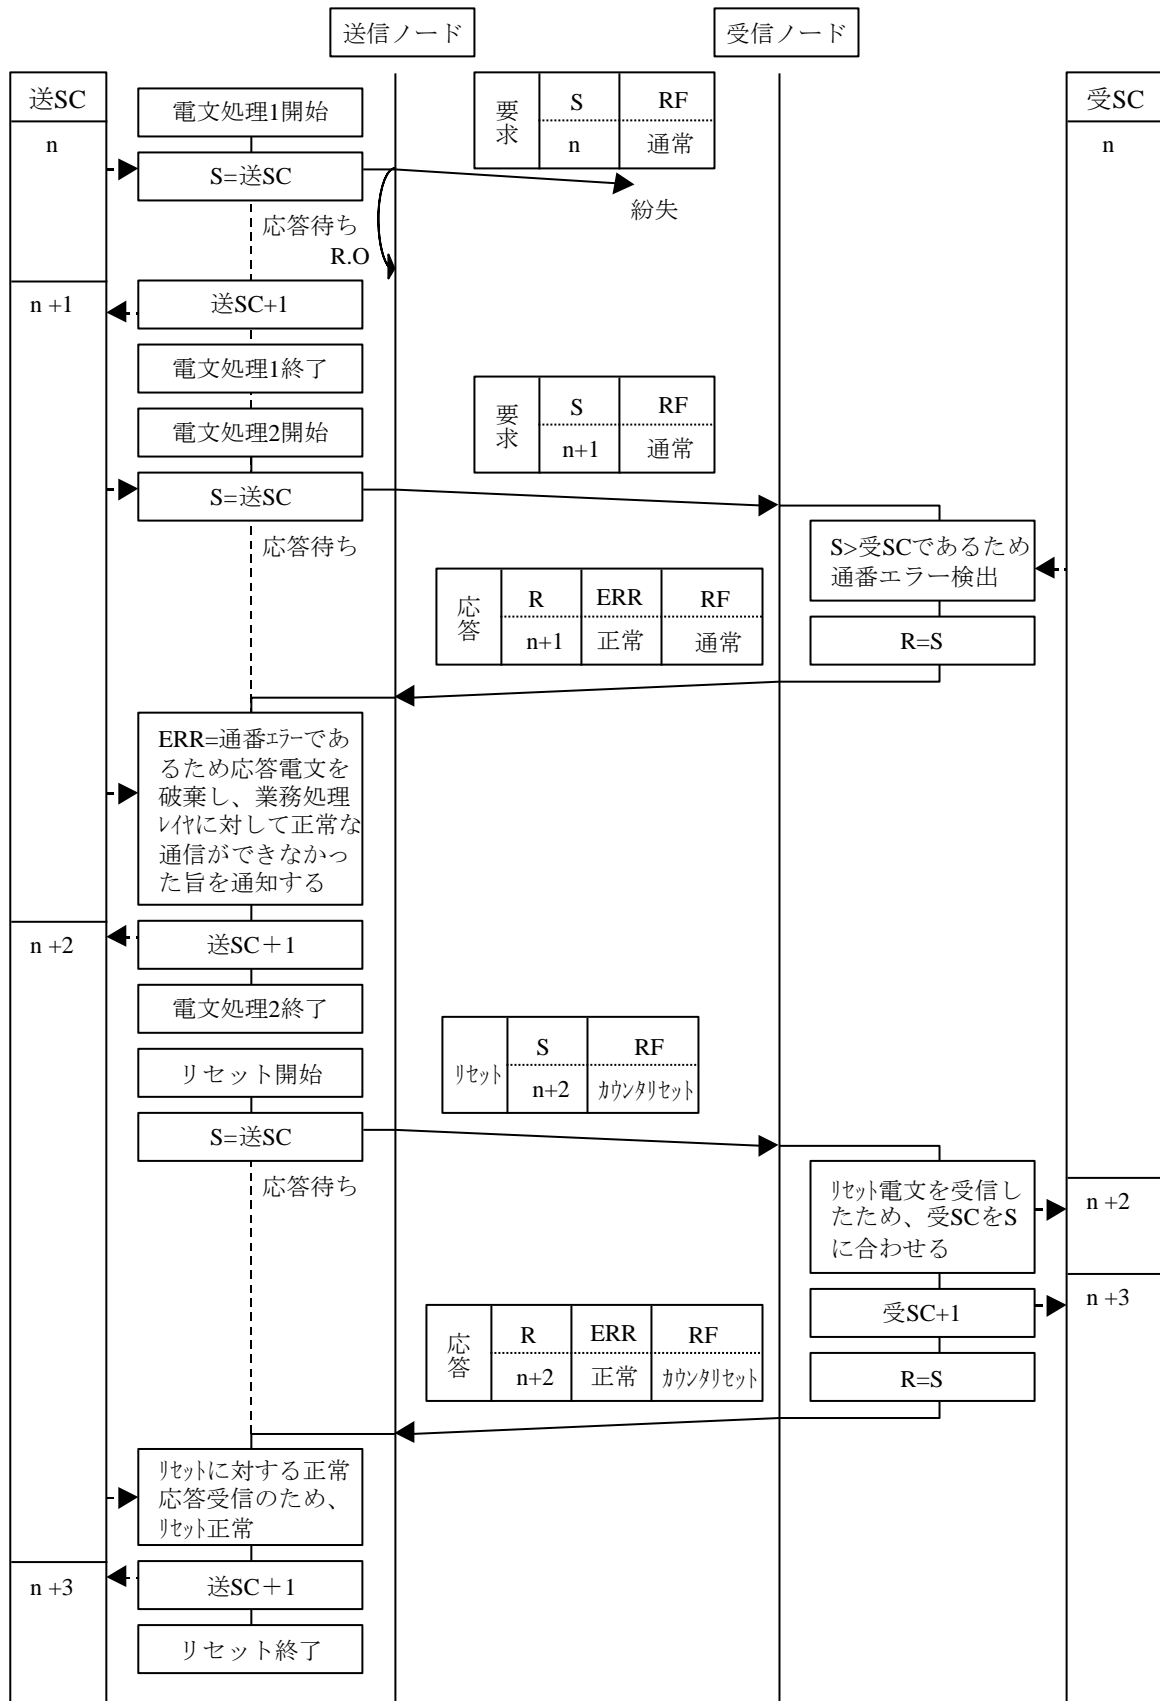 送信ノード
受信ノード
送SC
電文処理1開始
要求
S
RF
n
通常
受SC
n
n
S=送SC
紛失
応答待ち
R.O
n +1
送SC+1
電文処理1終了
要求
S
RF
n+1
通常
電文処理2開始
S=送SC
応答待ち
S>受SCであるため
通番エラー検出
応答
R
ERR
RF
n+1
正常
通常
R=S
ERR=通番ｴﾗｰであ
るため応答電文を
破棄し、業務処理
ﾚｲﾔに対して正常な
通信ができなかっ
た旨を通知する
n +2
送SC＋1
電文処理2終了
リセット開始
ﾘｾｯﾄ
S
RF
n+2
ｶｳﾝﾀﾘｾｯﾄ
S=送SC
応答待ち
ﾘｾｯﾄ電文を受信し
たため、受SCをS
に合わせる
n +2
n +3
受SC+1
応答
R
ERR
RF
n+2
正常
ｶｳﾝﾀﾘｾｯﾄ
R=S
ﾘｾｯﾄに対する正常
応答受信のため、
ﾘｾｯﾄ正常
n +3
送SC＋1
リセット終了